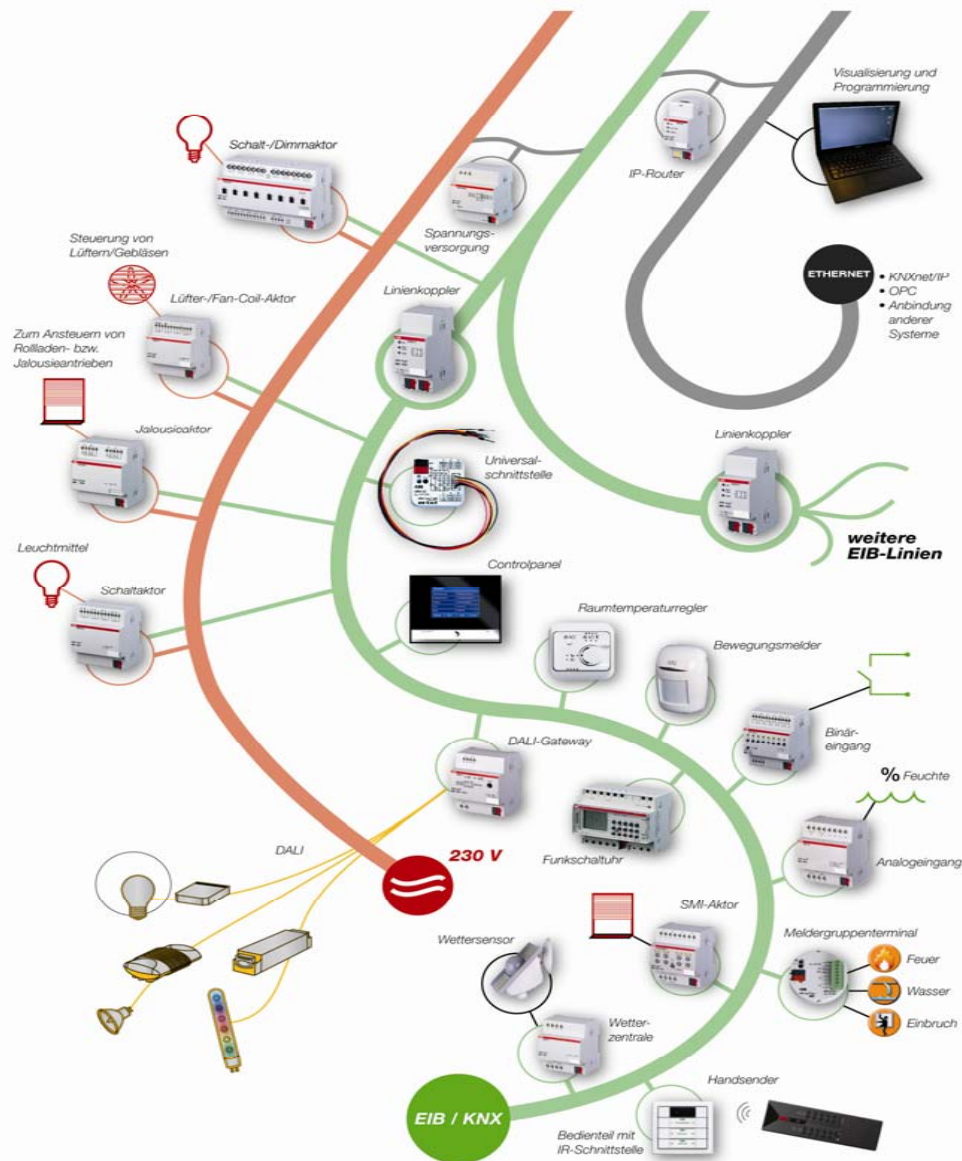 Visualisierung und
Programmierung
Schalt-/Dimmaktor
IP-Router
Spannungs-
versorgung
Steuerung von
Lüftern/Gebläsen
ETHERNET
• KNXnet/IP
• OPC
• Anbindung
anderer
Systeme
Lüfter-/Fan-Coil-Aktor
Linienkoppler
Zum Ansteuern von
Rollladen- bzw.
Jalousieantrieben
Jalousieaktor
Universal-
schnittstelle
Linienkoppler
weitere
EIB-Linien
Leuchtmittel
Schaltaktor
Controlpanel
Raumtemperaturregler
Bewegungsmelder
Binär-
eingang
DALI-Gateway
% Feuchte
DALI
230 V
Funkschaltuhr
Analogeingang
SMI-Aktor
Wettersensor
Meldergruppenterminal
Feuer
Wasser
Einbruch
Wetter-
zentrale
EIB / KNX
Handsender
Bedienteil mit
IR-Schnittstelle